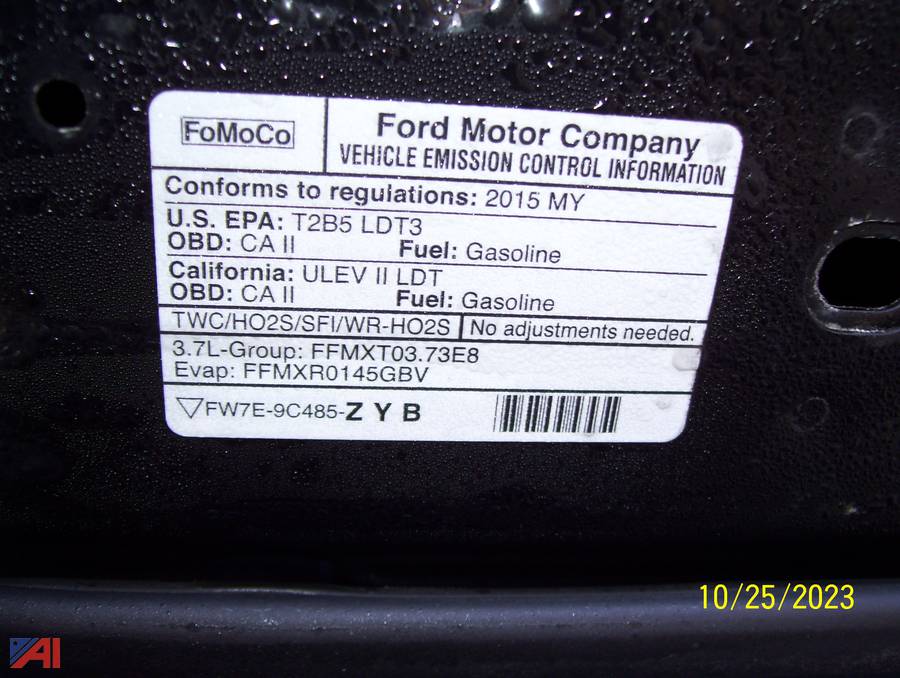 FoMoCo
Ford Motor Company
VEHICLE EMISSION CONTROL INFORMATION
Conforms to regulations: 2015 MY
U.S. EPA: T2B5 LDT3
OBD: CA II Fuel: Gasoline
California: ULEV II LDT
OBD: CA II Fuel: Gasoline
TWC/HO2S/SFI/WR-HO2S No adjustments needed.
3.7L-Group: FFMXT03.73E8
Evap: FFMXR0145GBV
FW7E-9C485-ZYB
10/25/2023
AI